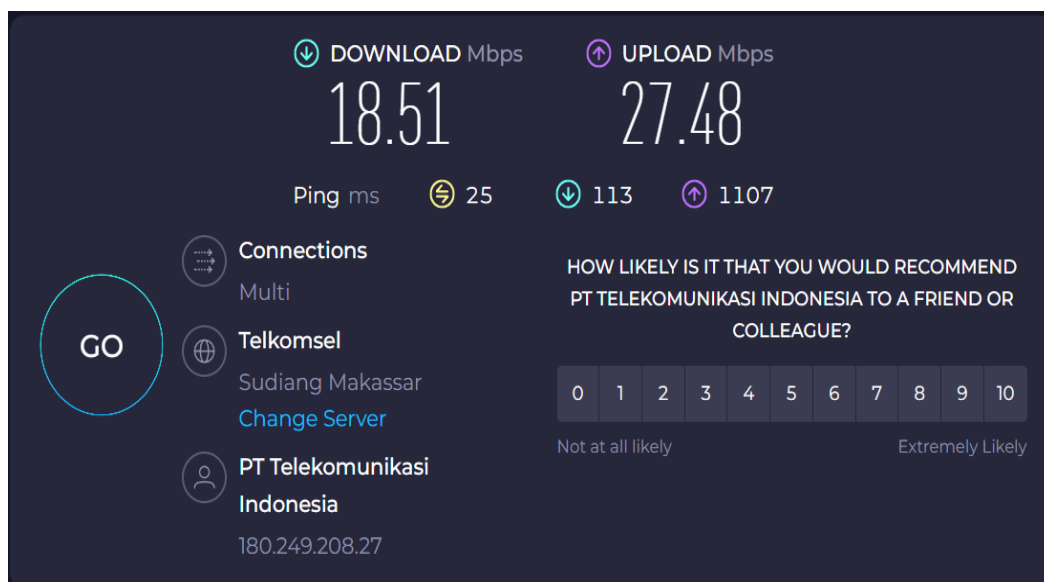 DOWNLOAD Mbps
UPLOAD Mbps
18.51
27.48
Ping ms 25 113 1107
GO
Connections
Multi
Telkomsel
Sudiang Makassar
Change Server
PT Telekomunikasi
Indonesia
180.249.208.27
HOW LIKELY IS IT THAT YOU WOULD RECOMMEND
PT TELEKOMUNIKASI INDONESIA TO A FRIEND OR
COLLEAGUE?
0 1 2 3 4 5 6 7 8 9 10
Not at all likely
Extremely Likely